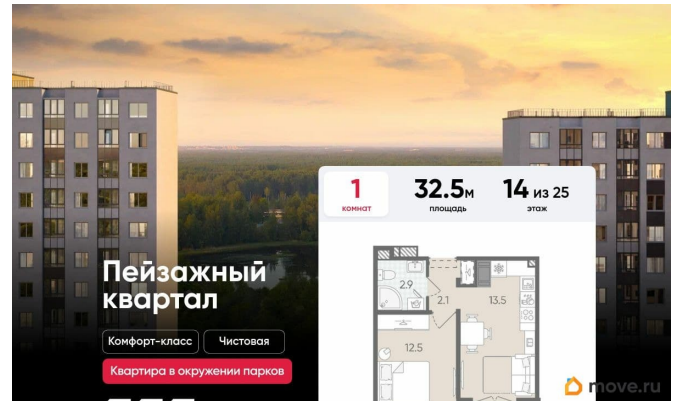 1
комнат
32.5м
площадь
14 из 25
этаж
Пейзажный
квартал
Комфорт-класс
Чистовая
Квартира в окружении парков
2.9
2.1
13.5
12.5
move.ru